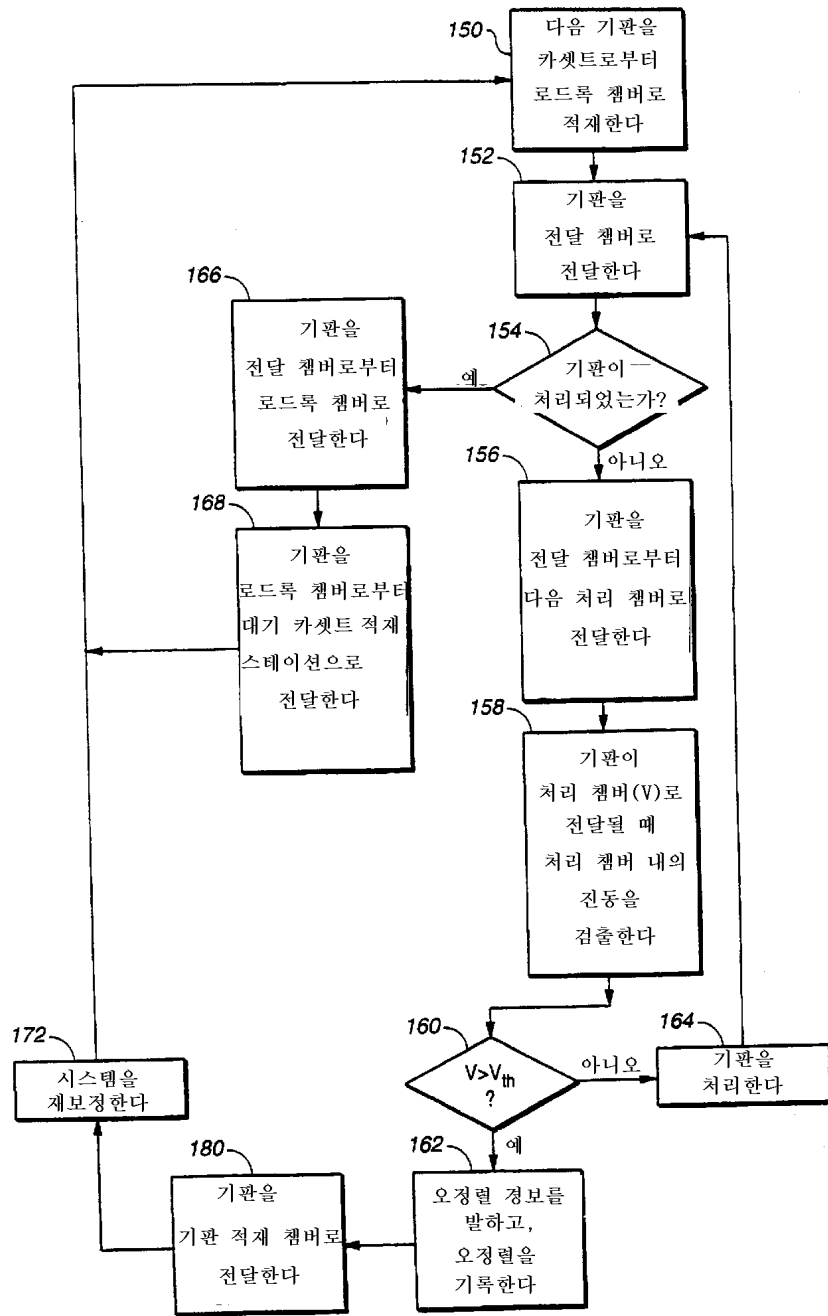 150
다음 기판을
카셋트로부터
로드록 챔버로
적재한다
152
기판을
전달 챔버로
전달한다
154
기판이
처리되었는가?
예
아니오
166
기판을
전달 챔버로부터
로드록 챔버로
전달한다
168
기판을
로드록 챔버로부터
대기 카셋트 적재
스테이션으로
전달한다
156
기판을
전달 챔버로부터
다음 처리 챔버로
전달한다
158
기판이
처리 챔버(V)로
전달될 때
처리 챔버 내의
진동을
검출한다
160
V>Vth
?
아니오
예
164
기판을
처리한다
162
오정렬 경보를
발하고,
오정렬을
기록한다
180
기판을
기판 적재 챔버로
전달한다
172
시스템을
재보정한다